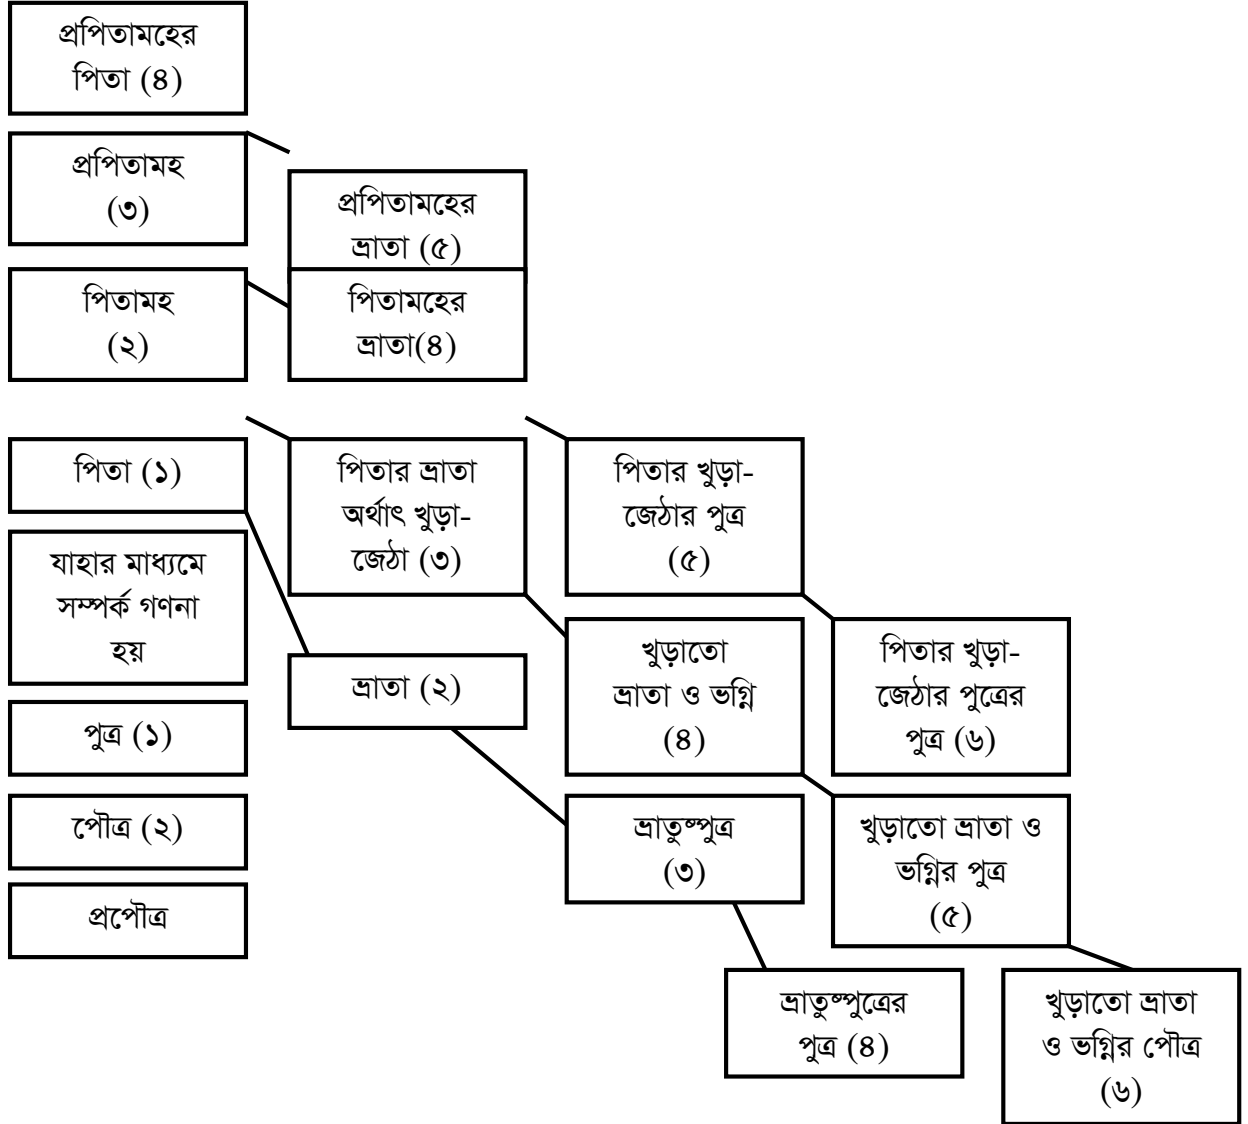 প্রপিতামহের
পিতা (৪)
প্রপিতামহ
(৩)
প্রপিতামহের
ভ্রাতা (৫)
পিতামহ
(২)
পিতামহের
ভ্রাতা(৪)
পিতা (১)
পিতার ভ্রাতা
অর্থাৎ খুড়া-
জেঠা (৩)
পিতার খুড়া-
জেঠার পুত্র
(৫)
যাহার মাধ্যমে
সম্পর্ক গণনা
হয়
ভ্রাতা (২)
খুড়াতো
ভ্রাতা ও ভগ্নি
(৪)
পিতার খুড়া-
জেঠার পুত্রের
পুত্র (৬)
পুত্র (১)
পৌত্র (২)
ভ্রাতুষ্পুত্র
(৩)
খুড়াতো ভ্রাতা ও
ভগ্নির পুত্র
(৫)
প্রপৌত্র
ভ্রাতুষ্পুত্রের
পুত্র (৪)
খুড়াতো ভ্রাতা
ও ভগ্নির পৌত্র
(৬)